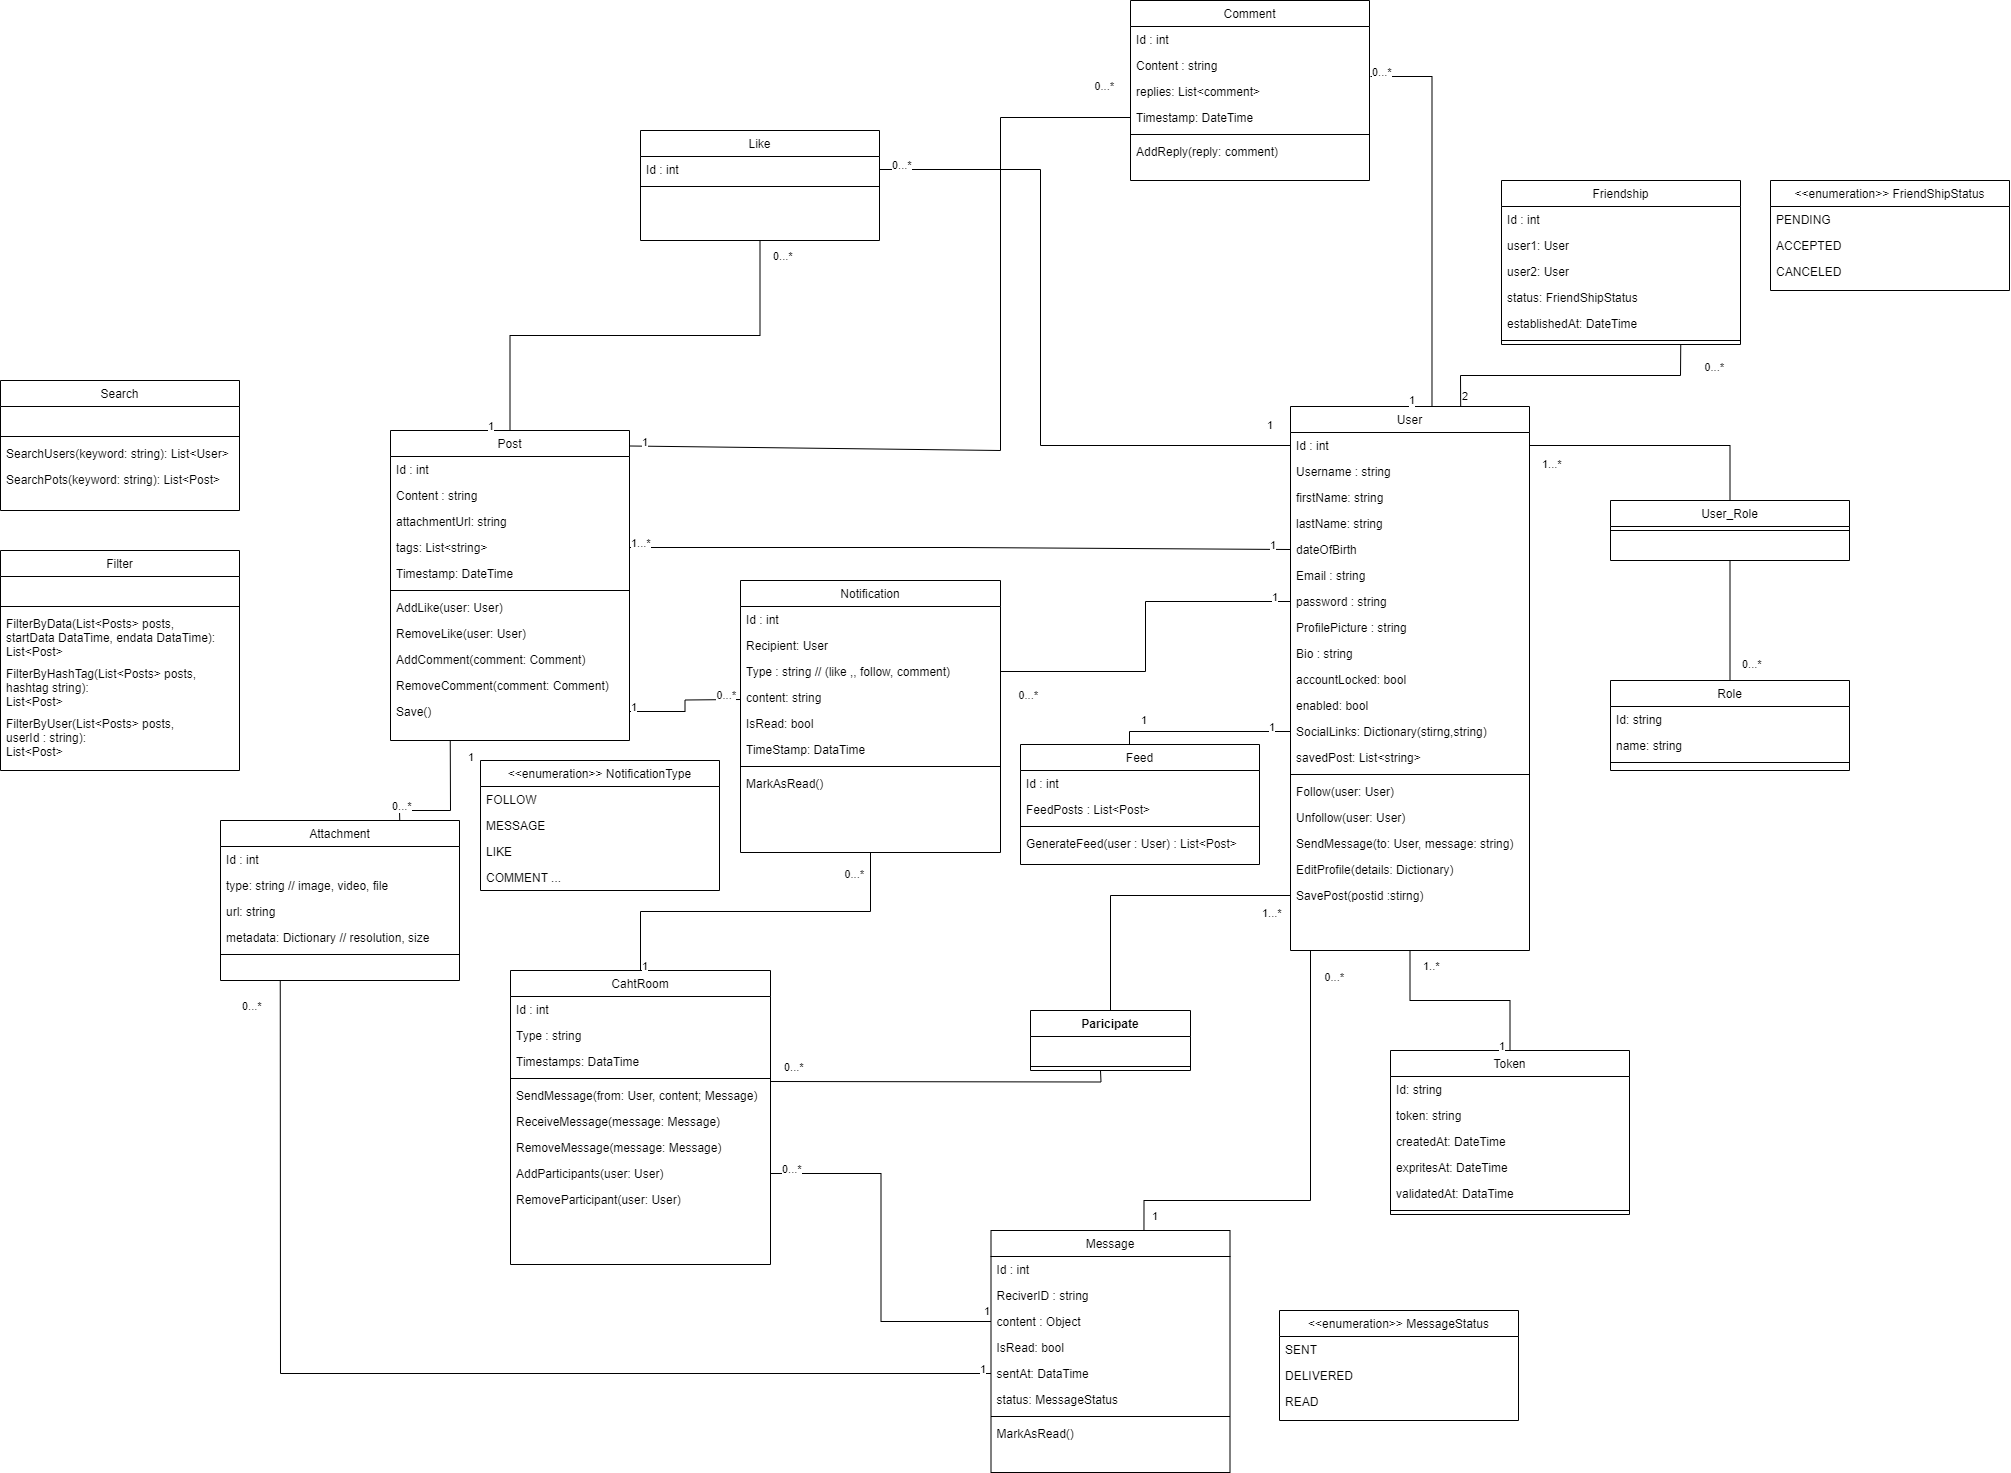 Comment
Id : int
Content : string
replies: List<comment>
Timestamp: DateTime
AddReply(reply: comment)
0...*
0...*
Like
Id : int
0...*
0...*
Friendship
Id : int
user1: User
user2: User
status: FriendShipStatus
establishedAt: DateTime
0...*
2
<<enumeration>> FriendShipStatus
PENDING
ACCEPTED
CANCELED
Search
SearchUsers(keyword: string): List<User>
SearchPots(keyword: string): List<Post>
Filter
FilterByData(List<Posts> posts,
startData DataTime, endata DataTime):
List<Post>
FilterByHashTag(List<Posts> posts,
hashtag string):
List<Post>
FilterByUser(List<Posts> posts,
userId : string):
List<Post>
1
Post
1
Id : int
Content : string
attachmentUrl: string
tags: List<string>
Timestamp: DateTime
1...*
AddLike(user: User)
RemoveLike(user: User)
AddComment(comment: Comment)
RemoveComment(comment: Comment)
Save()
1
0...*
1
Notification
Id : int
Recipient: User
Type : string // (like ,, follow, comment)
content: string
IsRead: bool
TimeStamp: DataTime
MarkAsRead()
0...*
0...*
1
1
User
Id : int
Username : string
firstName: string
lastName: string
dateOfBirth
Email : string
password : string
ProfilePicture : string
Bio : string
accountLocked: bool
enabled: bool
SocialLinks: Dictionary(stirng,string)
savedPost: List<string>
Follow(user: User)
Unfollow(user: User)
SendMessage(to: User, message: string)
EditProfile(details: Dictionary)
SavePost(postid :stirng)
1
1
1
1...*
1...*
0...*
1..*
User_Role
0...*
Role
Id: string
name: string
1
Feed
Id : int
FeedPosts : List<Post>
GenerateFeed(user : User) : List<Post>
<<enumeration>> NotificationType
FOLLOW
MESSAGE
LIKE
COMMENT ...
0...*
Attachment
Id : int
type: string // image, video, file
url: string
metadata: Dictionary // resolution, size
0...*
1
CahtRoom
Id : int
Type : string
Timestamps: DataTime
SendMessage(from: User, content; Message)
ReceiveMessage(message: Message)
RemoveMessage(message: Message)
AddParticipants(user: User)
RemoveParticipant(user: User)
0...*
0...*
Paricipate
1
Token
Id: string
token: string
createdAt: DateTime
expritesAt: DateTime
validatedAt: DataTime
1
Message
Id : int
ReciverID : string
content : Object
IsRead: bool
sentAt: DataTime
status: MessageStatus
MarkAsRead()
1
1
<<enumeration>> MessageStatus
SENT
DELIVERED
READ